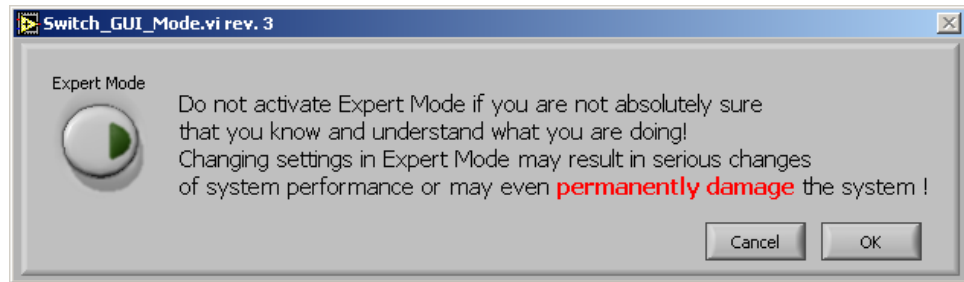 Switch_GUI_Mode.vi rev. 3
Expert Mode
Do not activate Expert Mode if you are not absolutely sure
that you know and understand what you are doing!
Changing settings in Expert Mode may result in serious changes
of system performance or may even permanently damage the system !
Cancel OK